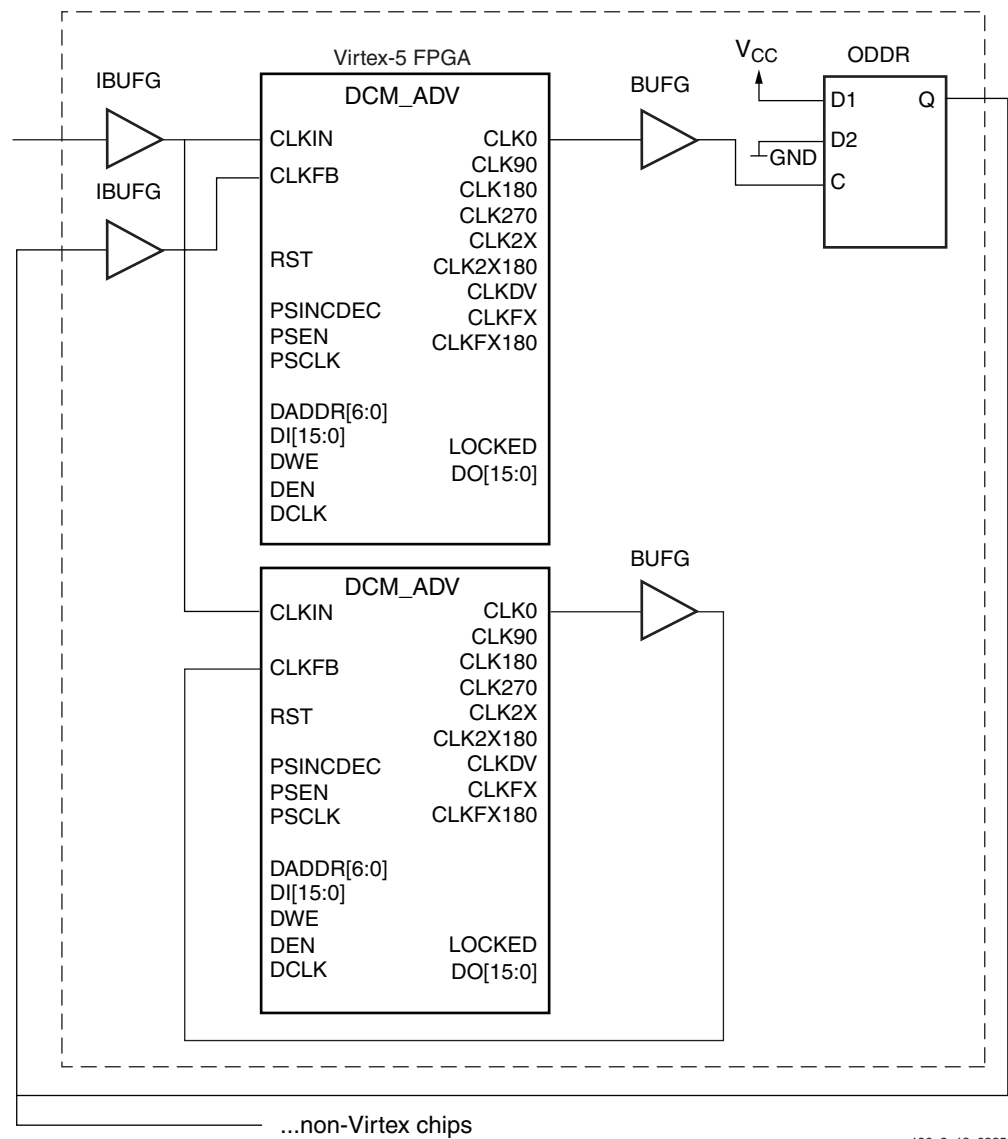 Virtex-5 FPGA
IBUFG
IBUFG
DCM_ADV
CLKIN
CLKFB
RST
PSINCDEC
PSEN
PSCLK
DADDR[6:0]
DI[15:0]
DWE
DEN
DCLK
CLK0
CLK90
CLK180
CLK270
CLK2X
CLK2X180
CLKDV
CLKFX
CLKFX180
LOCKED
DO[15:0]
BUFG
VCC
GND
ODDR
D1
D2
C
Q
DCM_ADV
CLKIN
CLKFB
RST
PSINCDEC
PSEN
PSCLK
DADDR[6:0]
DI[15:0]
DWE
DEN
DCLK
CLK0
CLK90
CLK180
CLK270
CLK2X
CLK2X180
CLKDV
CLKFX
CLKFX180
LOCKED
DO[15:0]
BUFG
...non-Virtex chips